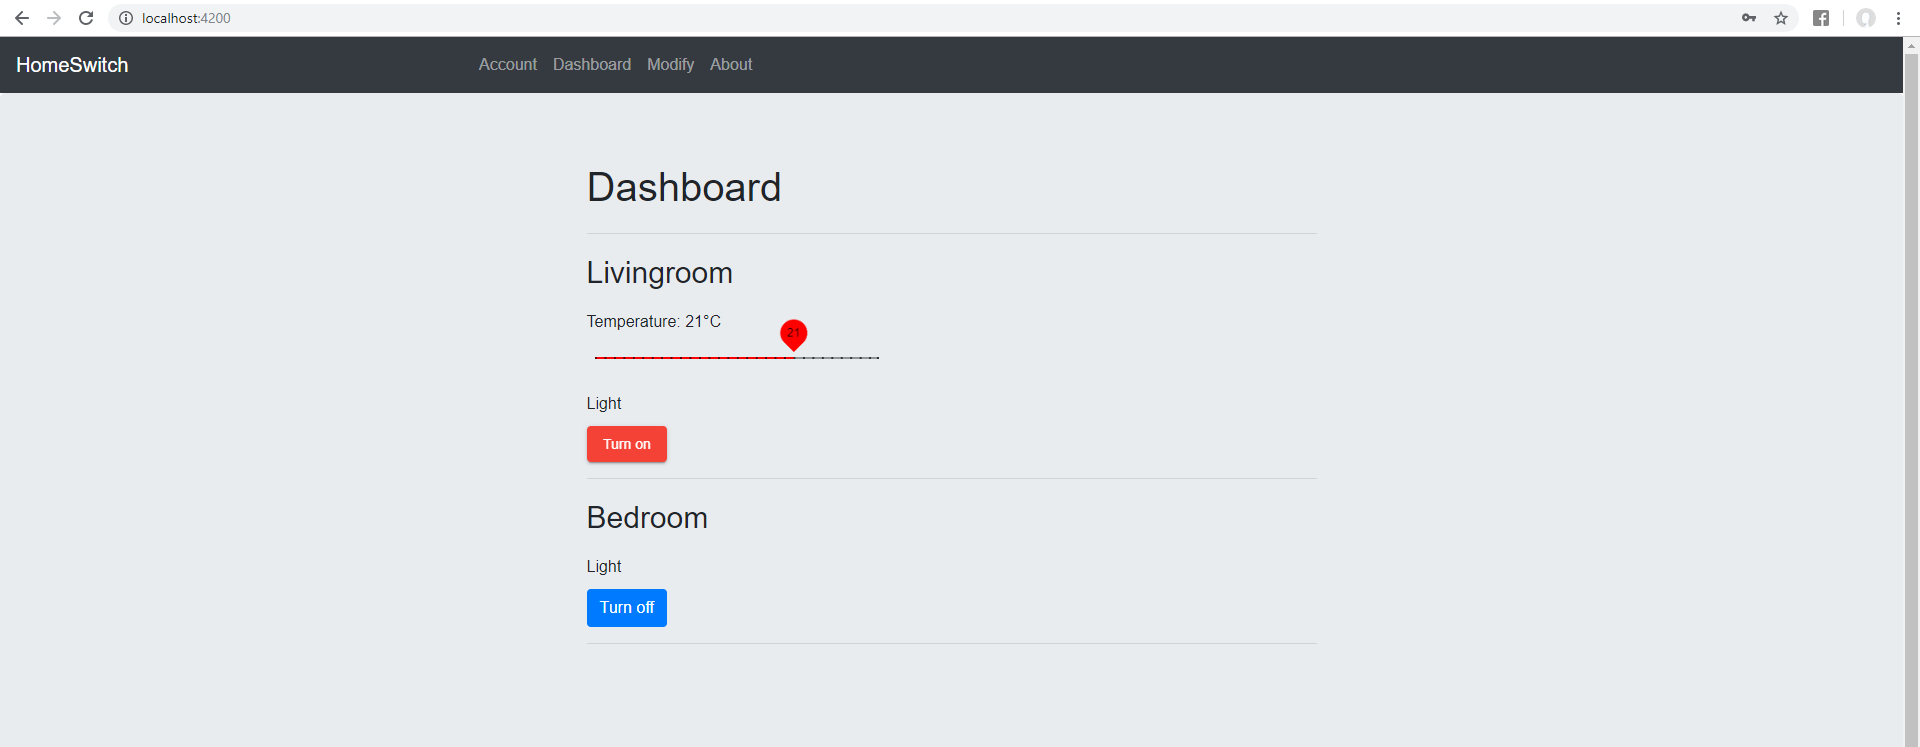 localhost:4200
HomeSwitch Account Dashboard Modify About
Dashboard
Livingroom
Temperature: 21°C
21
Light
Turn on
Bedroom
Light
Turn off